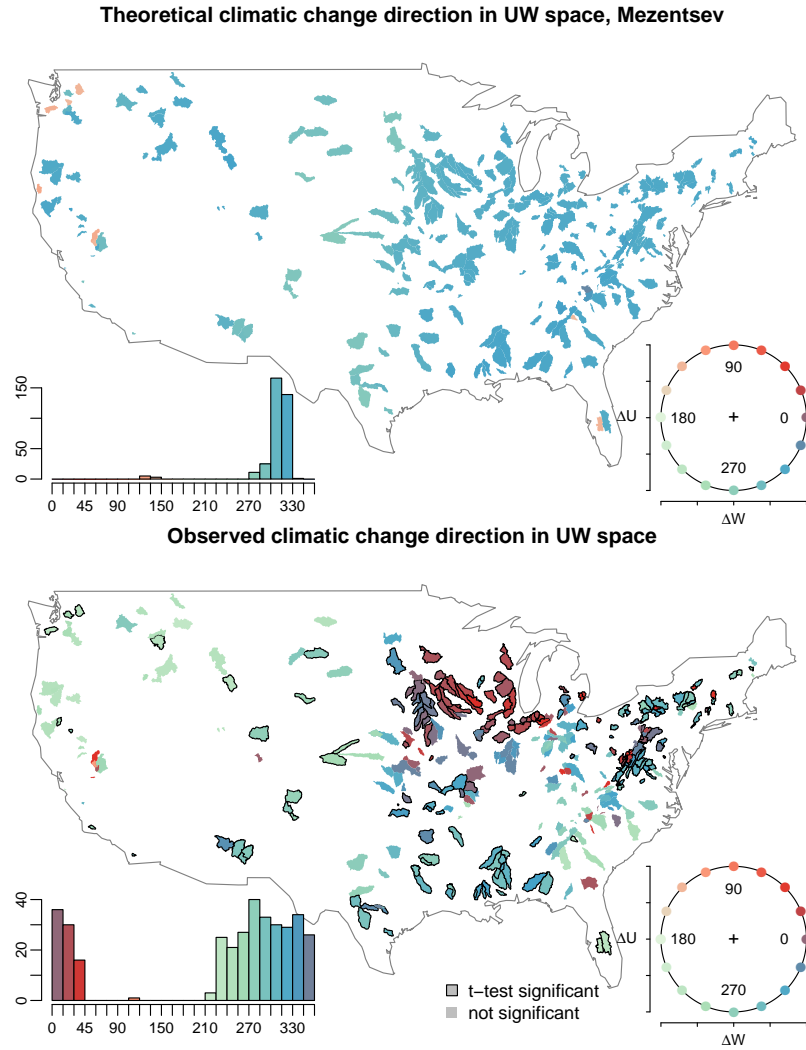 Theoretical climatic change direction in UW space, Mezentsev
150
50
0
0 45 90 150 210 270 330
90
180 + 0
270
ΔU
ΔW
Observed climatic change direction in UW space
40
20
0
0 45 90 150 210 270 330
t−test significant
not significant
90
180 + 0
270
ΔU
ΔW